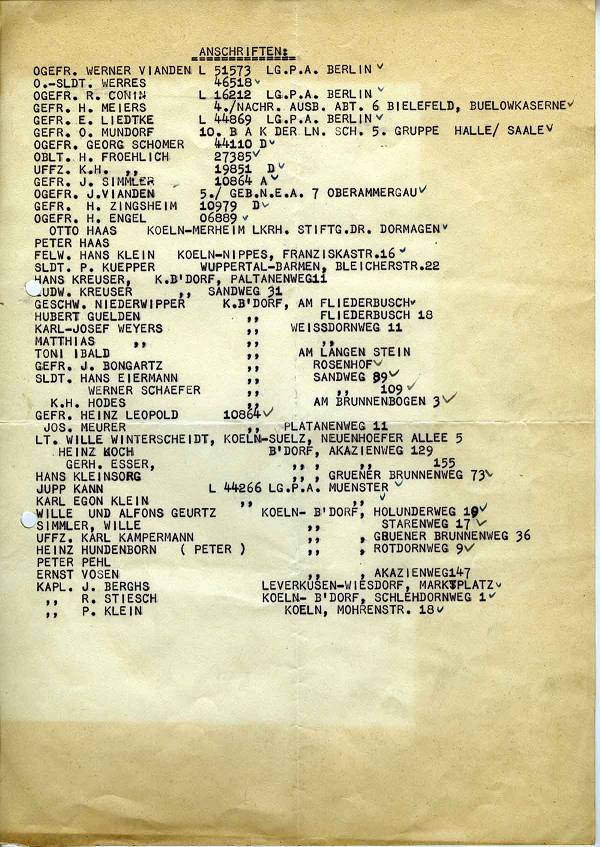 ANSCHRIFTEN:
OGEFR. WERNER VIANDEN L 51573 LG.P.A. BERLIN ✓
O.-SLDT. WERRES 46518 ✓
OGEFR. R. CONIN L 16212 LG.P.A. BERLIN ✓
GEFR. H. MEIERS 4./NACHR. AUSB. ABT. 6 BIELEFELD, BUELOWKASERNE ✓
GEFR. E. LIEDTKE L 44869 LG.P.A. BERLIN ✓
GEFR. O. MUNDORF 10. B A K DER LN. SCH. 5. GRUPPE HALLE/ SAALE ✓
OGEFR. GEORG SCHOMER 44110 D ✓
OBLT. H. FROEHLICH 27385 ✓
UFFZ. K.H. ,, 19851 D ✓
GEFR. J. SIMMLER 10864 A ✓
OGEFR. J.VIANDEN 5./ GEB.N.E.A. 7 OBERAMMERGAU ✓
GEFR. H. ZINGSHEIM 10979 D ✓
OGEFR. H. ENGEL 06889 ✓
OTTO HAAS KOELN-MERHEIM LKRH. STIFTG.DR. DORMAGEN ✓
PETER HAAS
FELW. HANS KLEIN KOELN-NIPPES, FRANZISKASTR.16 ✓
SLDT. P. KUEPPER WUPPERTAL-BARMEN, BLEICHERSTR.22
HANS KREUSER, K.B'DORF, PALTANENWEG11
LUDW. KREUSER ,, SANDWEG 31
GESCHW. NIEDERWIPPER K.B'DORF, AM FLIEDERBUSCH ✓
HUBERT GUELDEN ,, FLIEDERBUSCH 18
KARL-JOSEF WEYERS ,, WEISSDORNWEG 11
MATTHIAS ,, ,, ,,
TONI IBALD ,, AM LANGEN STEIN
GEFR. J. BONGARTZ ,, ROSENHOF ✓
SLDT. HANS EIERMANN ,, SANDWEG 89 ✓
WERNER SCHAEFER ,, ,, 109 ✓
K.H. HODES ,, AM BRUNNENBOGEN 3 ✓
GEFR. HEINZ LEOPOLD 10864 ✓
JOS. MEURER ,, PLATANENWEG 11
LT. WILLE WINTERSCHEIDT, KOELN-SUELZ, NEUENHOEFER ALLEE 5
HEINZ KOCH B'DORF, AKAZIENWEG 129
GERH. ESSER, ,, , ,, 155
HANS KLEINSORG ,, , GRUENER BRUNNENWEG 73 ✓
JUPP KANN L 44266 LG.P.A. MUENSTER ✓
KARL EGON KLEIN ,, ,, ✓
WILLE UND ALFONS GEURTZ KOELN- B'DORF, HOLUNDERWEG 19 ✓
SIMMLER, WILLE ,, STARENWEG 17 ✓
UFFZ. KARL KAMPERMANN ,, , GRUENER BRUNNENWEG 36
HEINZ HUNDENBORN ( PETER ) ,, , ROTDORNWEG 9 ✓
PETER PEHL
ERNST VOSEN ,, , AKAZIENWEG147
KAPL. J. BERGHS LEVERKUSEN-WIESDORF, MARKTPLATZ ✓
,, R. STIESCH KOELN- B'DORF, SCHLEHDORNWEG 1 ✓
,, P. KLEIN KOELN, MOHRENSTR. 18 ✓